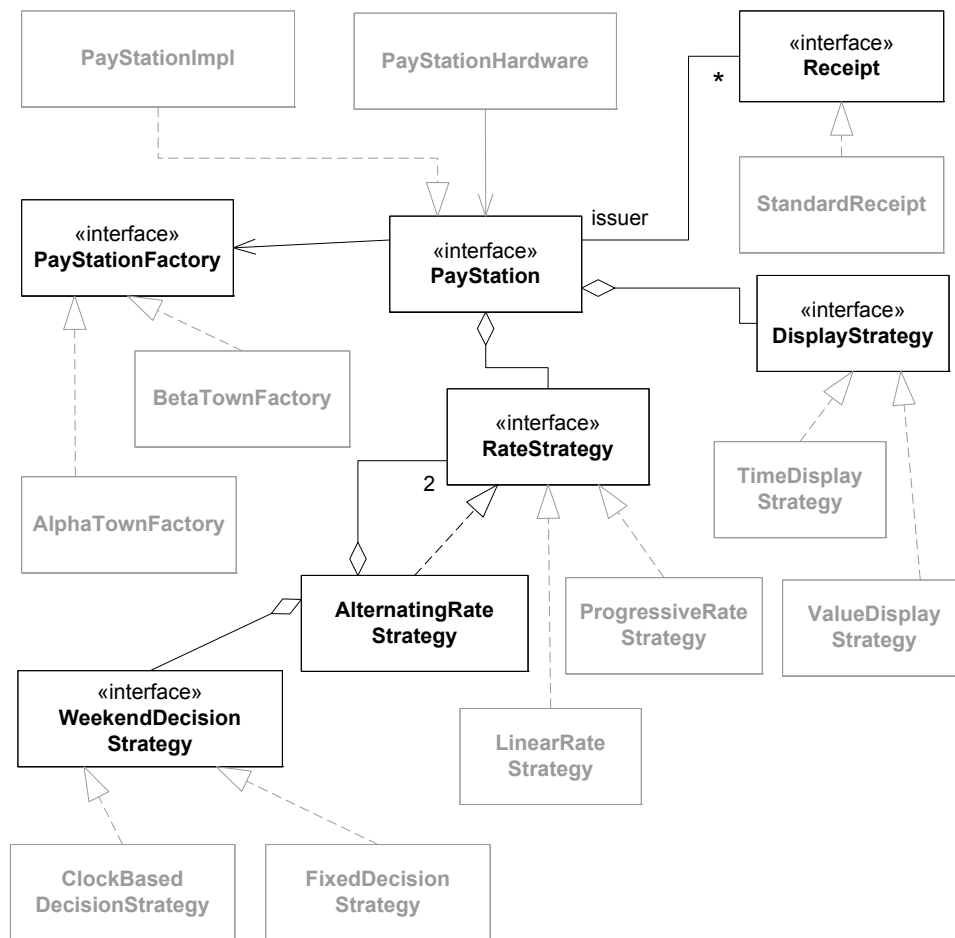 PayStationImpl
PayStationHardware
«interface»
Receipt
*
StandardReceipt
issuer
«interface»
PayStationFactory
«interface»
PayStation
«interface»
DisplayStrategy
BetaTownFactory
«interface»
RateStrategy
2
TimeDisplay
Strategy
AlphaTownFactory
AlternatingRate
Strategy
ProgressiveRate
Strategy
ValueDisplay
Strategy
«interface»
WeekendDecision
Strategy
LinearRate
Strategy
ClockBased
DecisionStrategy
FixedDecision
Strategy